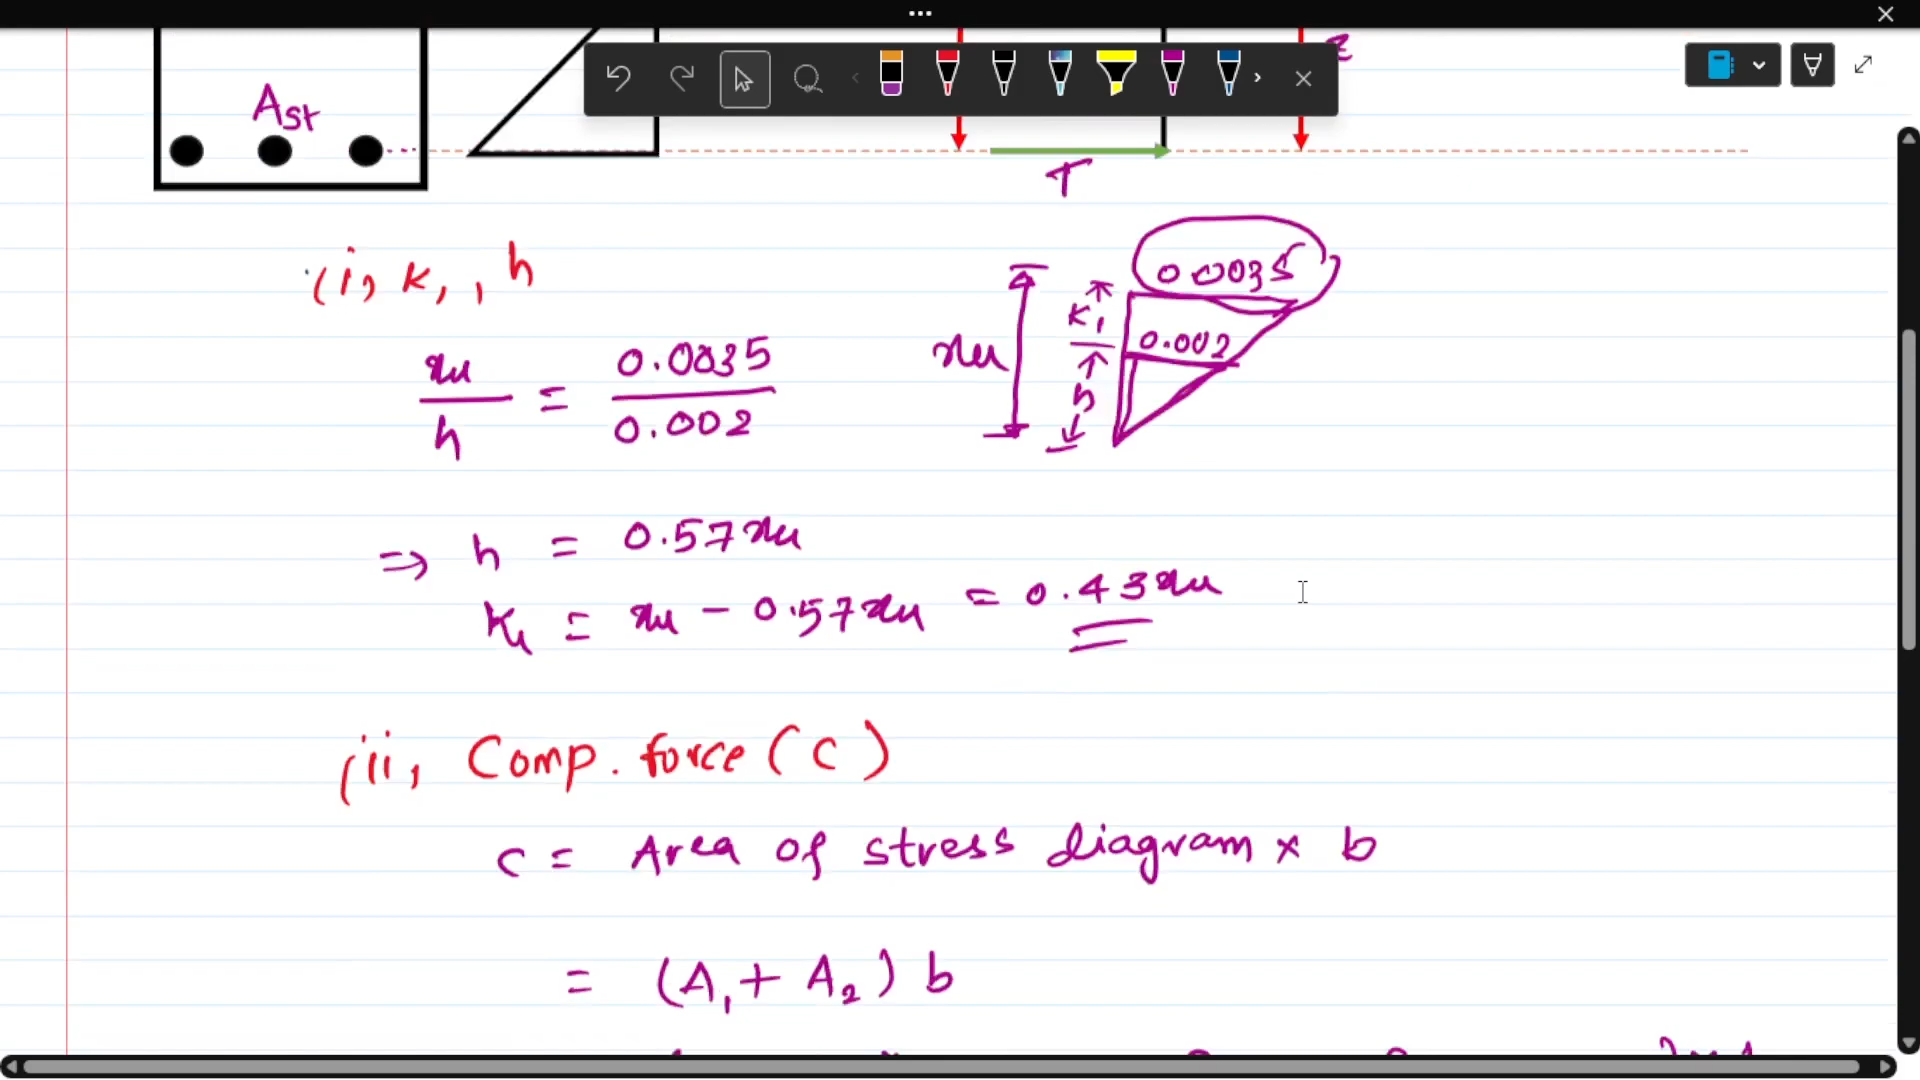 Ast
T
z
(i, k, , h
0.0035
k1
0.002
xu
h
xu/h = 0.0035/0.002
⇒ h = 0.57xu
k1 = xu - 0.57xu = 0.43xu
(ii, Comp. force (C)
C = Area of stress diagram × b
= (A1 + A2) b